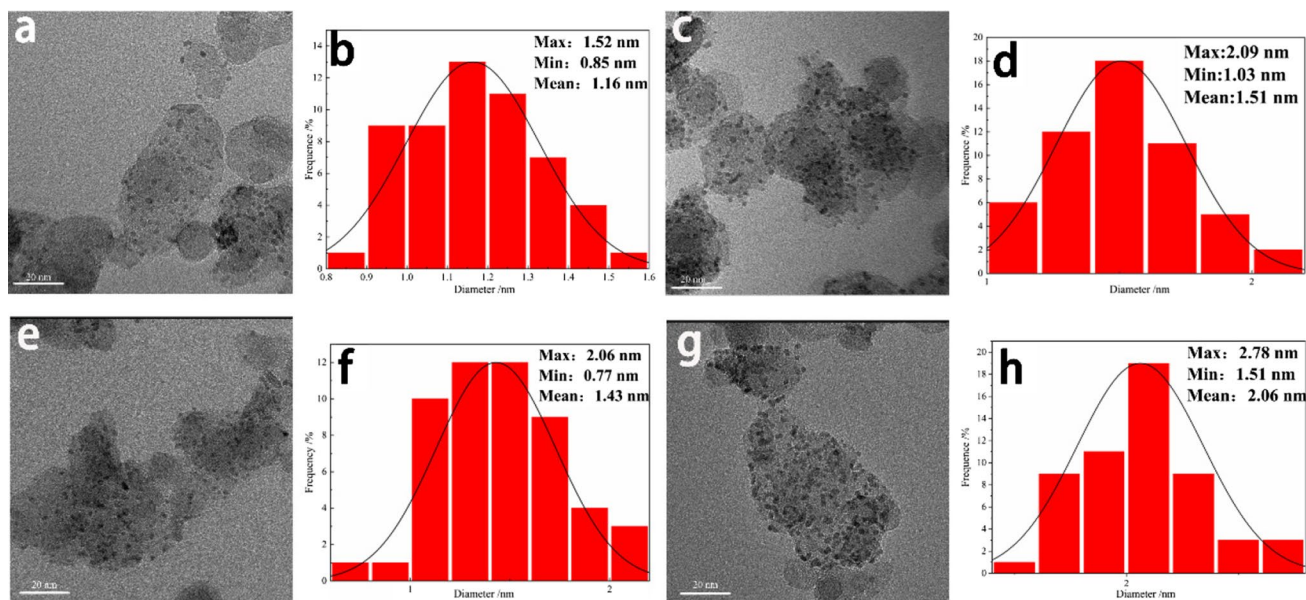 a
20 nm
b
Max：1.52 nm
Min：0.85 nm
Mean：1.16 nm
Frequence /%
14
12
10
8
6
4
2
0
0.8 0.9 1.0 1.1 1.2 1.3 1.4 1.5 1.6
Diameter /nm
c
20 nm
d
Max:2.09 nm
Min:1.03 nm
Mean:1.51 nm
Frequence /%
20
18
16
14
12
10
8
6
4
2
0
1 2
Diameter /nm
e
20 nm
f
Max：2.06 nm
Min：0.77 nm
Mean：1.43 nm
Frequency /%
12
10
8
6
4
2
0
1 2
Diameter /nm
g
20 nm
h
Max：2.78 nm
Min：1.51 nm
Mean：2.06 nm
Frequence /%
20
18
16
14
12
10
8
6
4
2
0
2
Diameter /nm